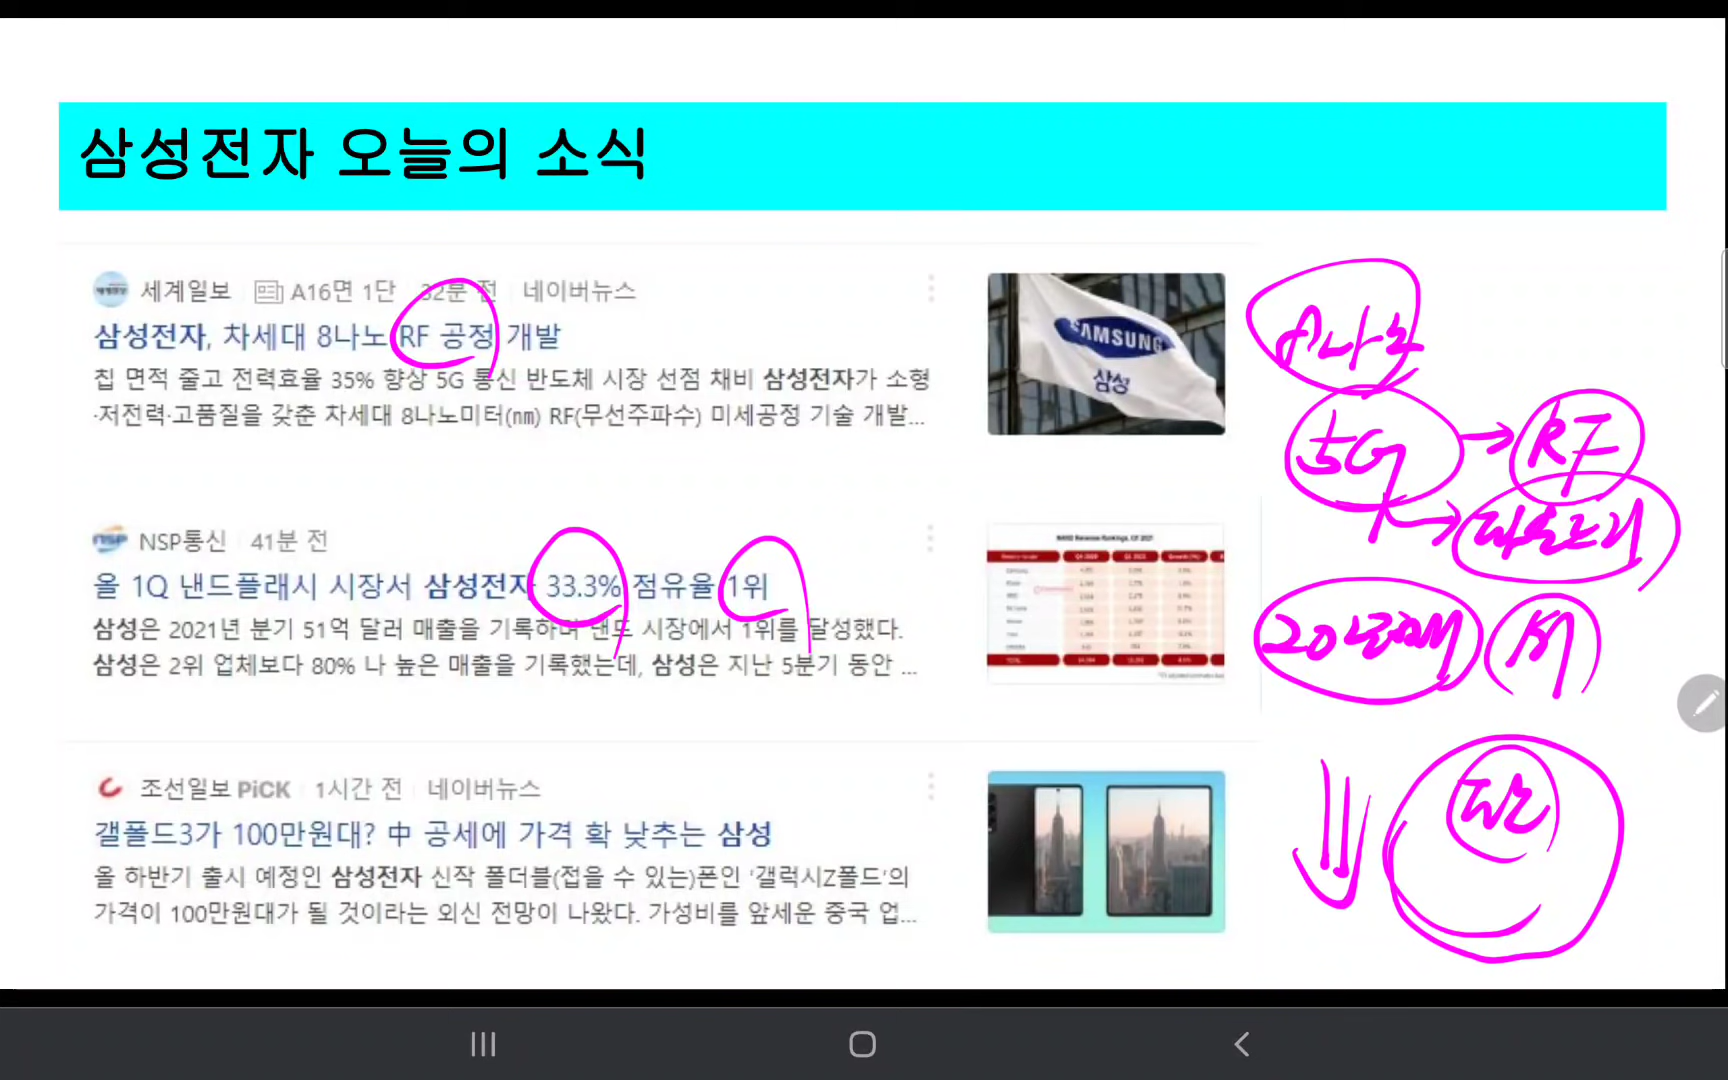 삼성전자 오늘의 소식
세계일보 A16면 1단 32분 전 네이버뉴스
삼성전자, 차세대 8나노 RF 공정 개발
칩 면적 줄고 전력효율 35% 향상 5G 통신 반도체 시장 선점 채비 삼성전자가 소형
·저전력·고품질을 갖춘 차세대 8나노미터(㎚) RF(무선주파수) 미세공정 기술 개발...
SAMSUNG
삼성
8나노
5G → RF
NSP통신 41분 전
올 1Q 낸드플래시 시장서 삼성전자 33.3% 점유율 1위
삼성은 2021년 분기 51억 달러 매출을 기록하며 낸드 시장에서 1위를 달성했다.
삼성은 2위 업체보다 80% 나 높은 매출을 기록했는데, 삼성은 지난 5분기 동안 ...
NAND Revenue Rankings, Q1 2021
조선일보 PiCK 1시간 전 네이버뉴스
갤폴드3가 100만원대? 中 공세에 가격 확 낮추는 삼성
올 하반기 출시 예정인 삼성전자 신작 폴더블(접을 수 있는)폰인 '갤럭시Z폴드'의
가격이 100만원대가 될 것이라는 외신 전망이 나왔다. 가성비를 앞세운 중국 업...